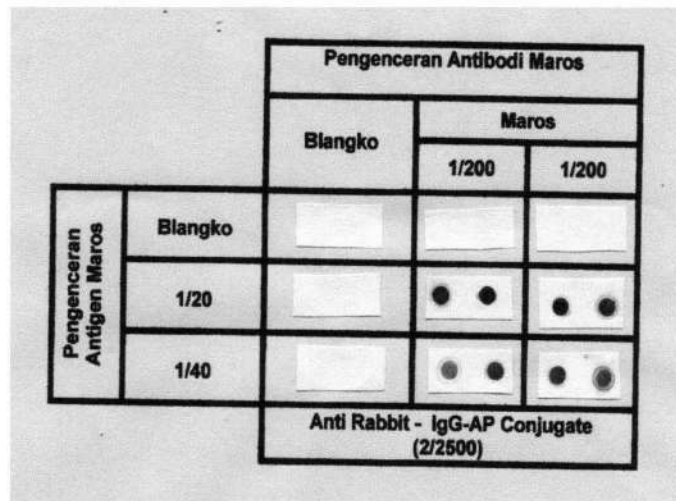 Pengenceran Antibodi Maros
Blangko
Maros
1/200
1/200
Pengenceran
Antigen Maros
Blangko
1/20
1/40
Anti Rabbit - IgG-AP Conjugate
(2/2500)